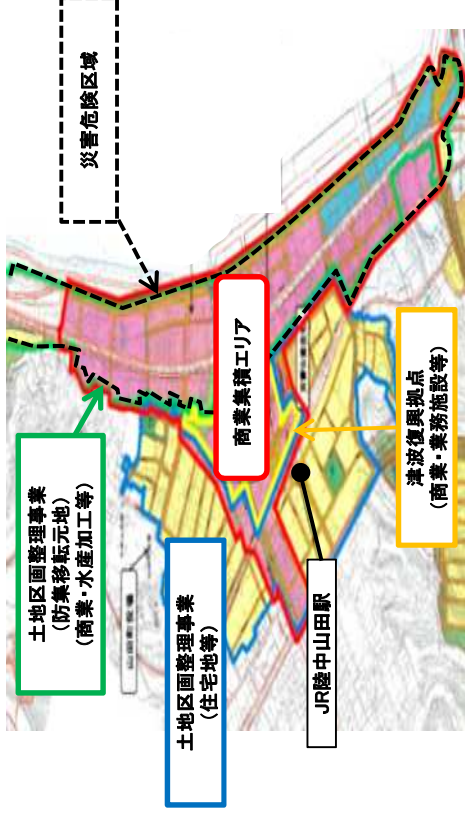 災害危険区域
土地区画整理事業
(防集移転元地)
(商業・水産加工等)
商業集積エリア
土地区画整理事業
(住宅地等)
JR陸中山田駅
津波復興拠点
(商業・業務施設等)